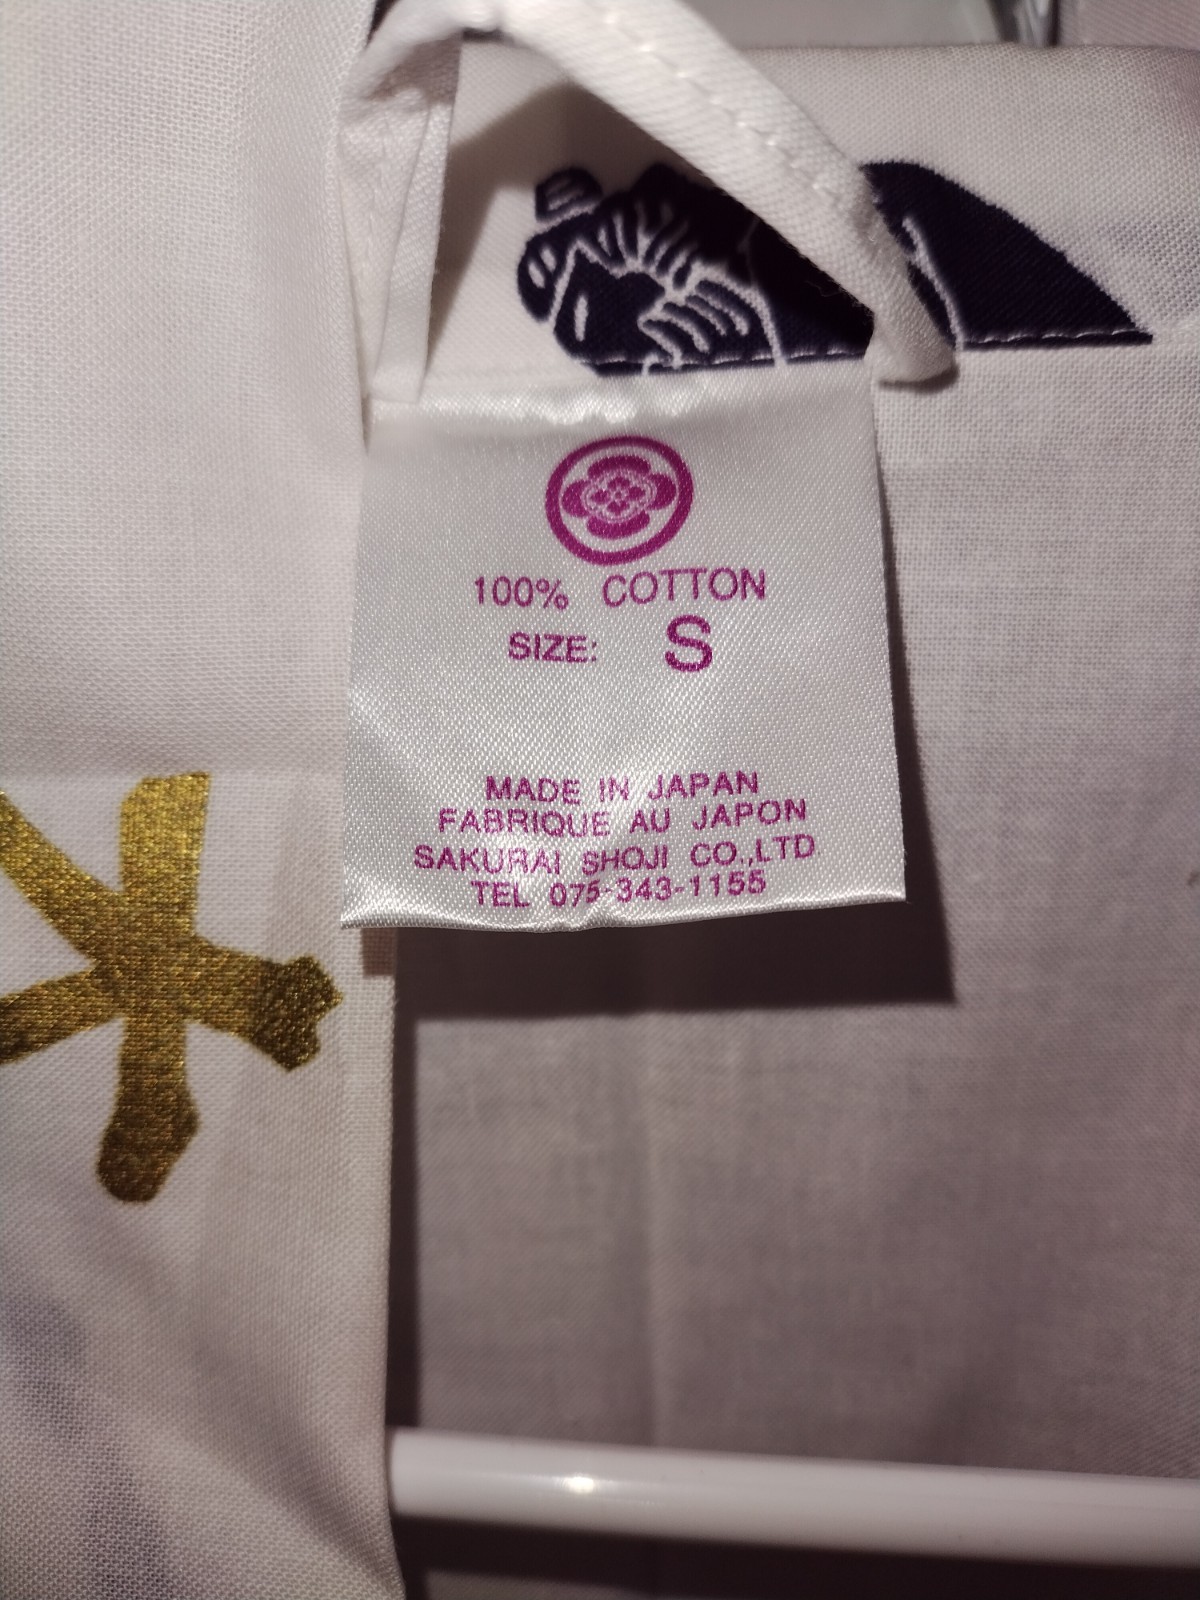 100% COTTON
SIZE: S
MADE IN JAPAN
FABRIQUE AU JAPON
SAKURAI SHOJI CO.,LTD
TEL 075-343-1155